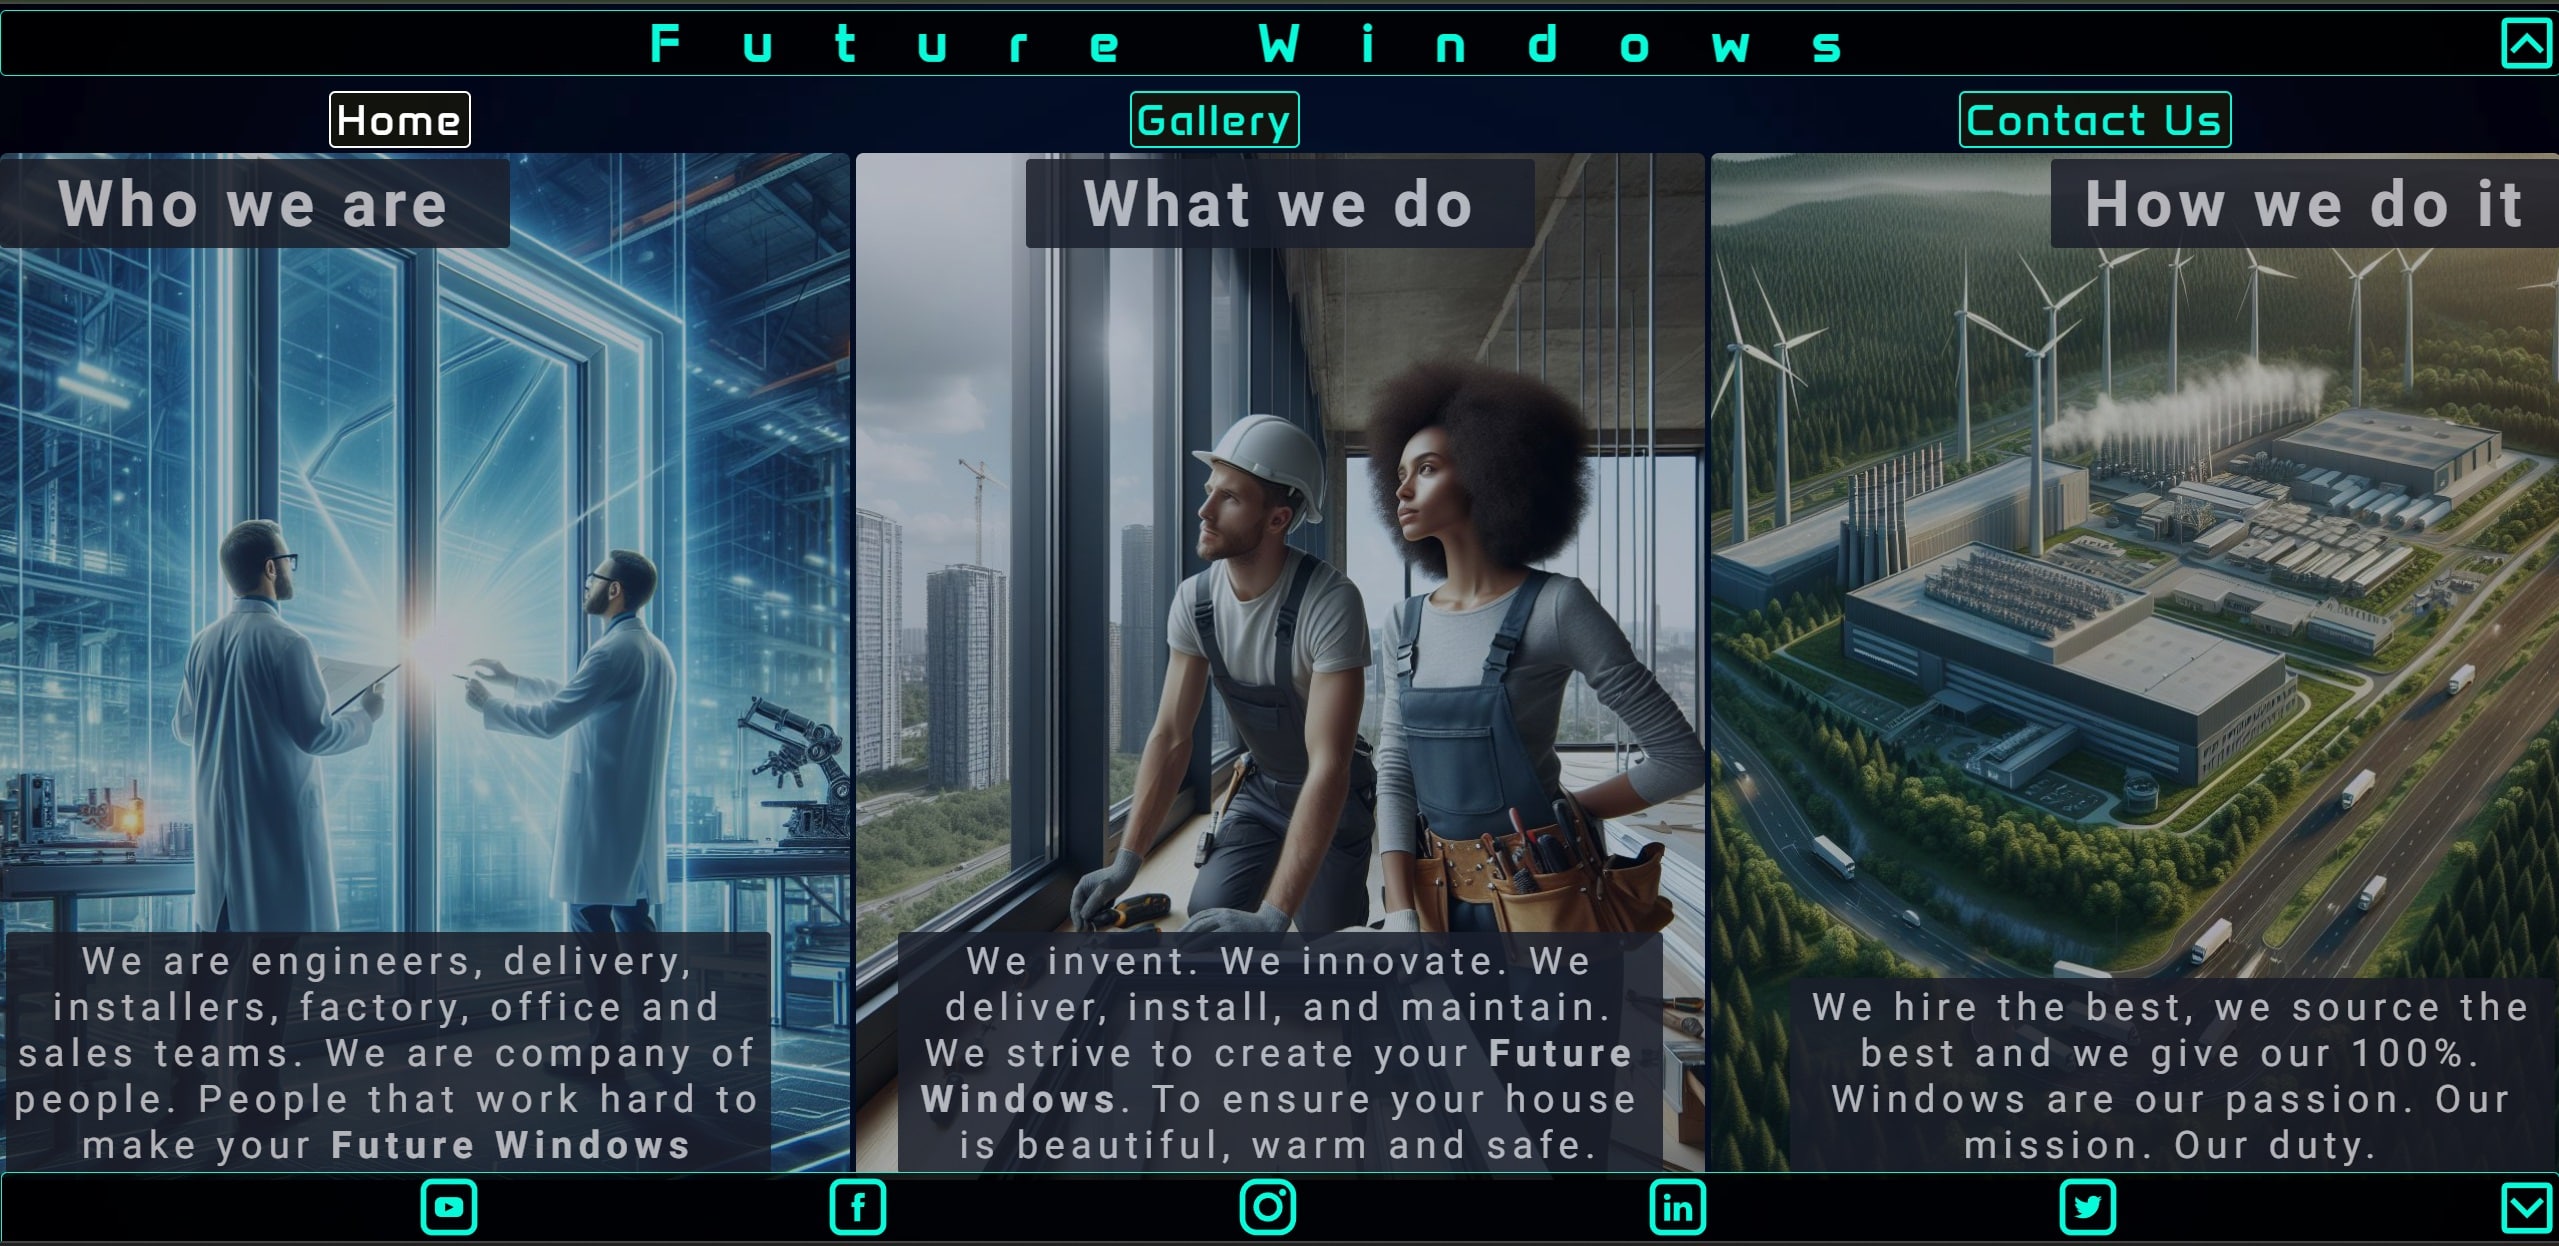 Future Windows
Home
Gallery
Contact Us
Who we are
What we do
How we do it
We are engineers, delivery,
installers, factory, office and
sales teams. We are company of
people. People that work hard to
make your Future Windows
We invent. We innovate. We
deliver, install, and maintain.
We strive to create your Future
Windows. To ensure your house
is beautiful, warm and safe.
We hire the best, we source the
best and we give our 100%.
Windows are our passion. Our
mission. Our duty.